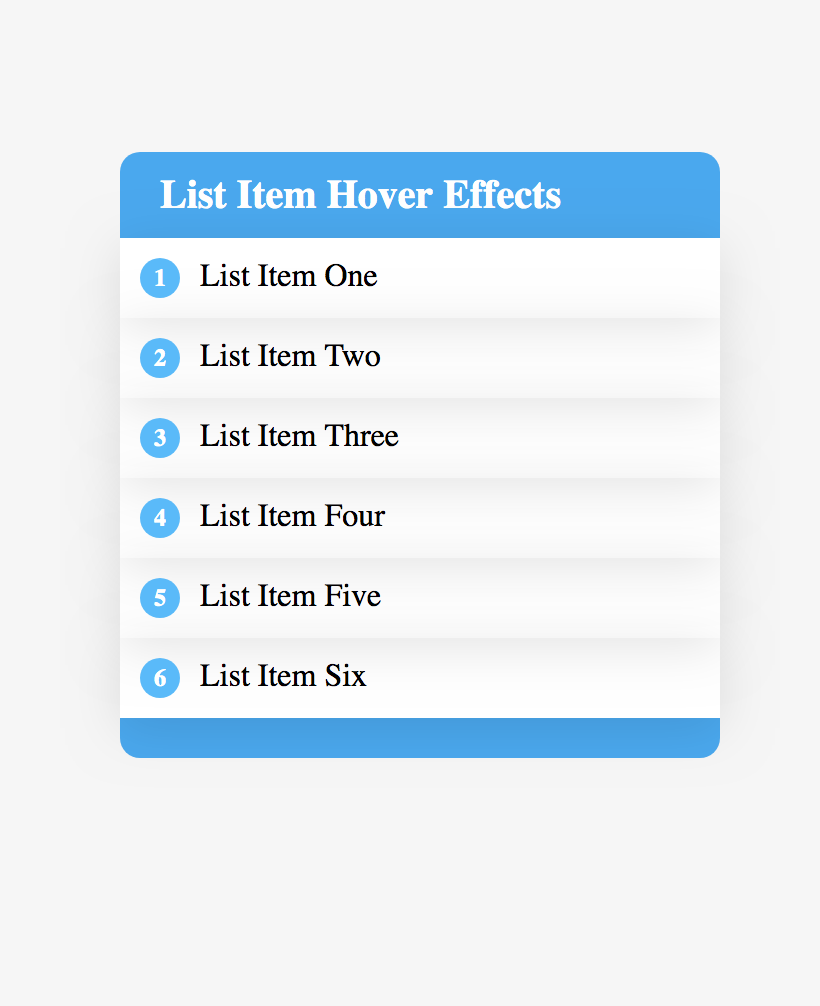 List Item Hover Effects
1 List Item One
2 List Item Two
3 List Item Three
4 List Item Four
5 List Item Five
6 List Item Six